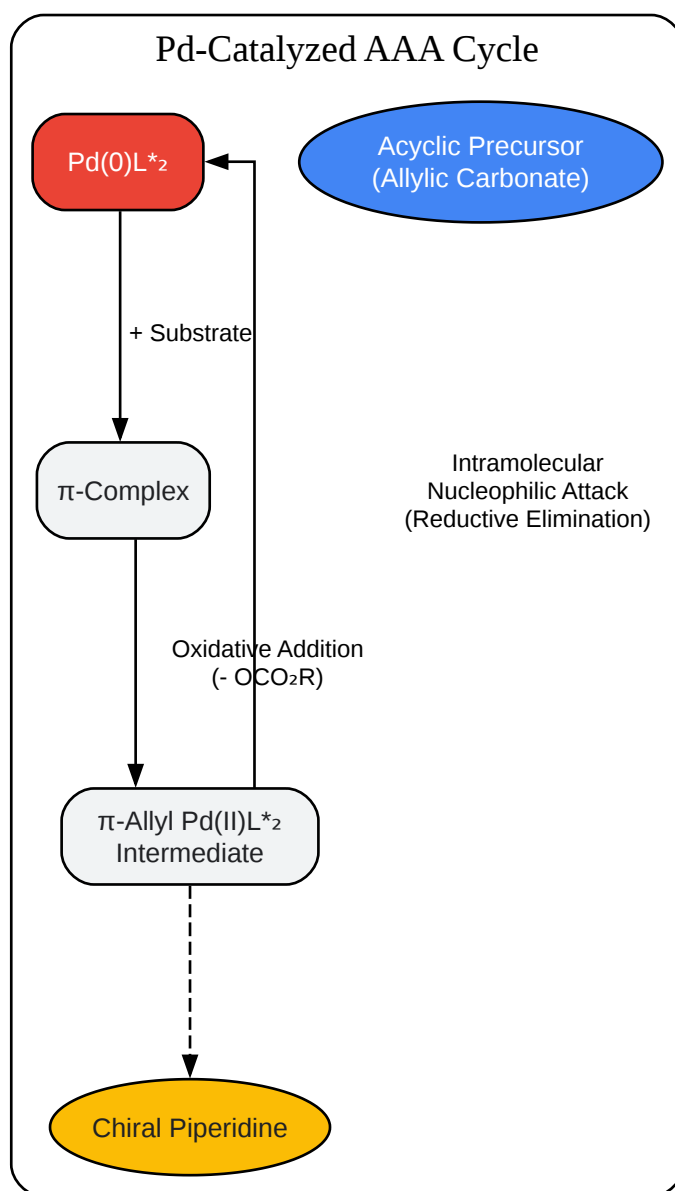 Pd-Catalyzed AAA Cycle
Pd(0)L*₂
Acyclic Precursor
(Allylic Carbonate)
+ Substrate
π-Complex
Intramolecular
Nucleophilic Attack
(Reductive Elimination)
Oxidative Addition
(- OCO₂R)
π-Allyl Pd(II)L*₂
Intermediate
Chiral Piperidine